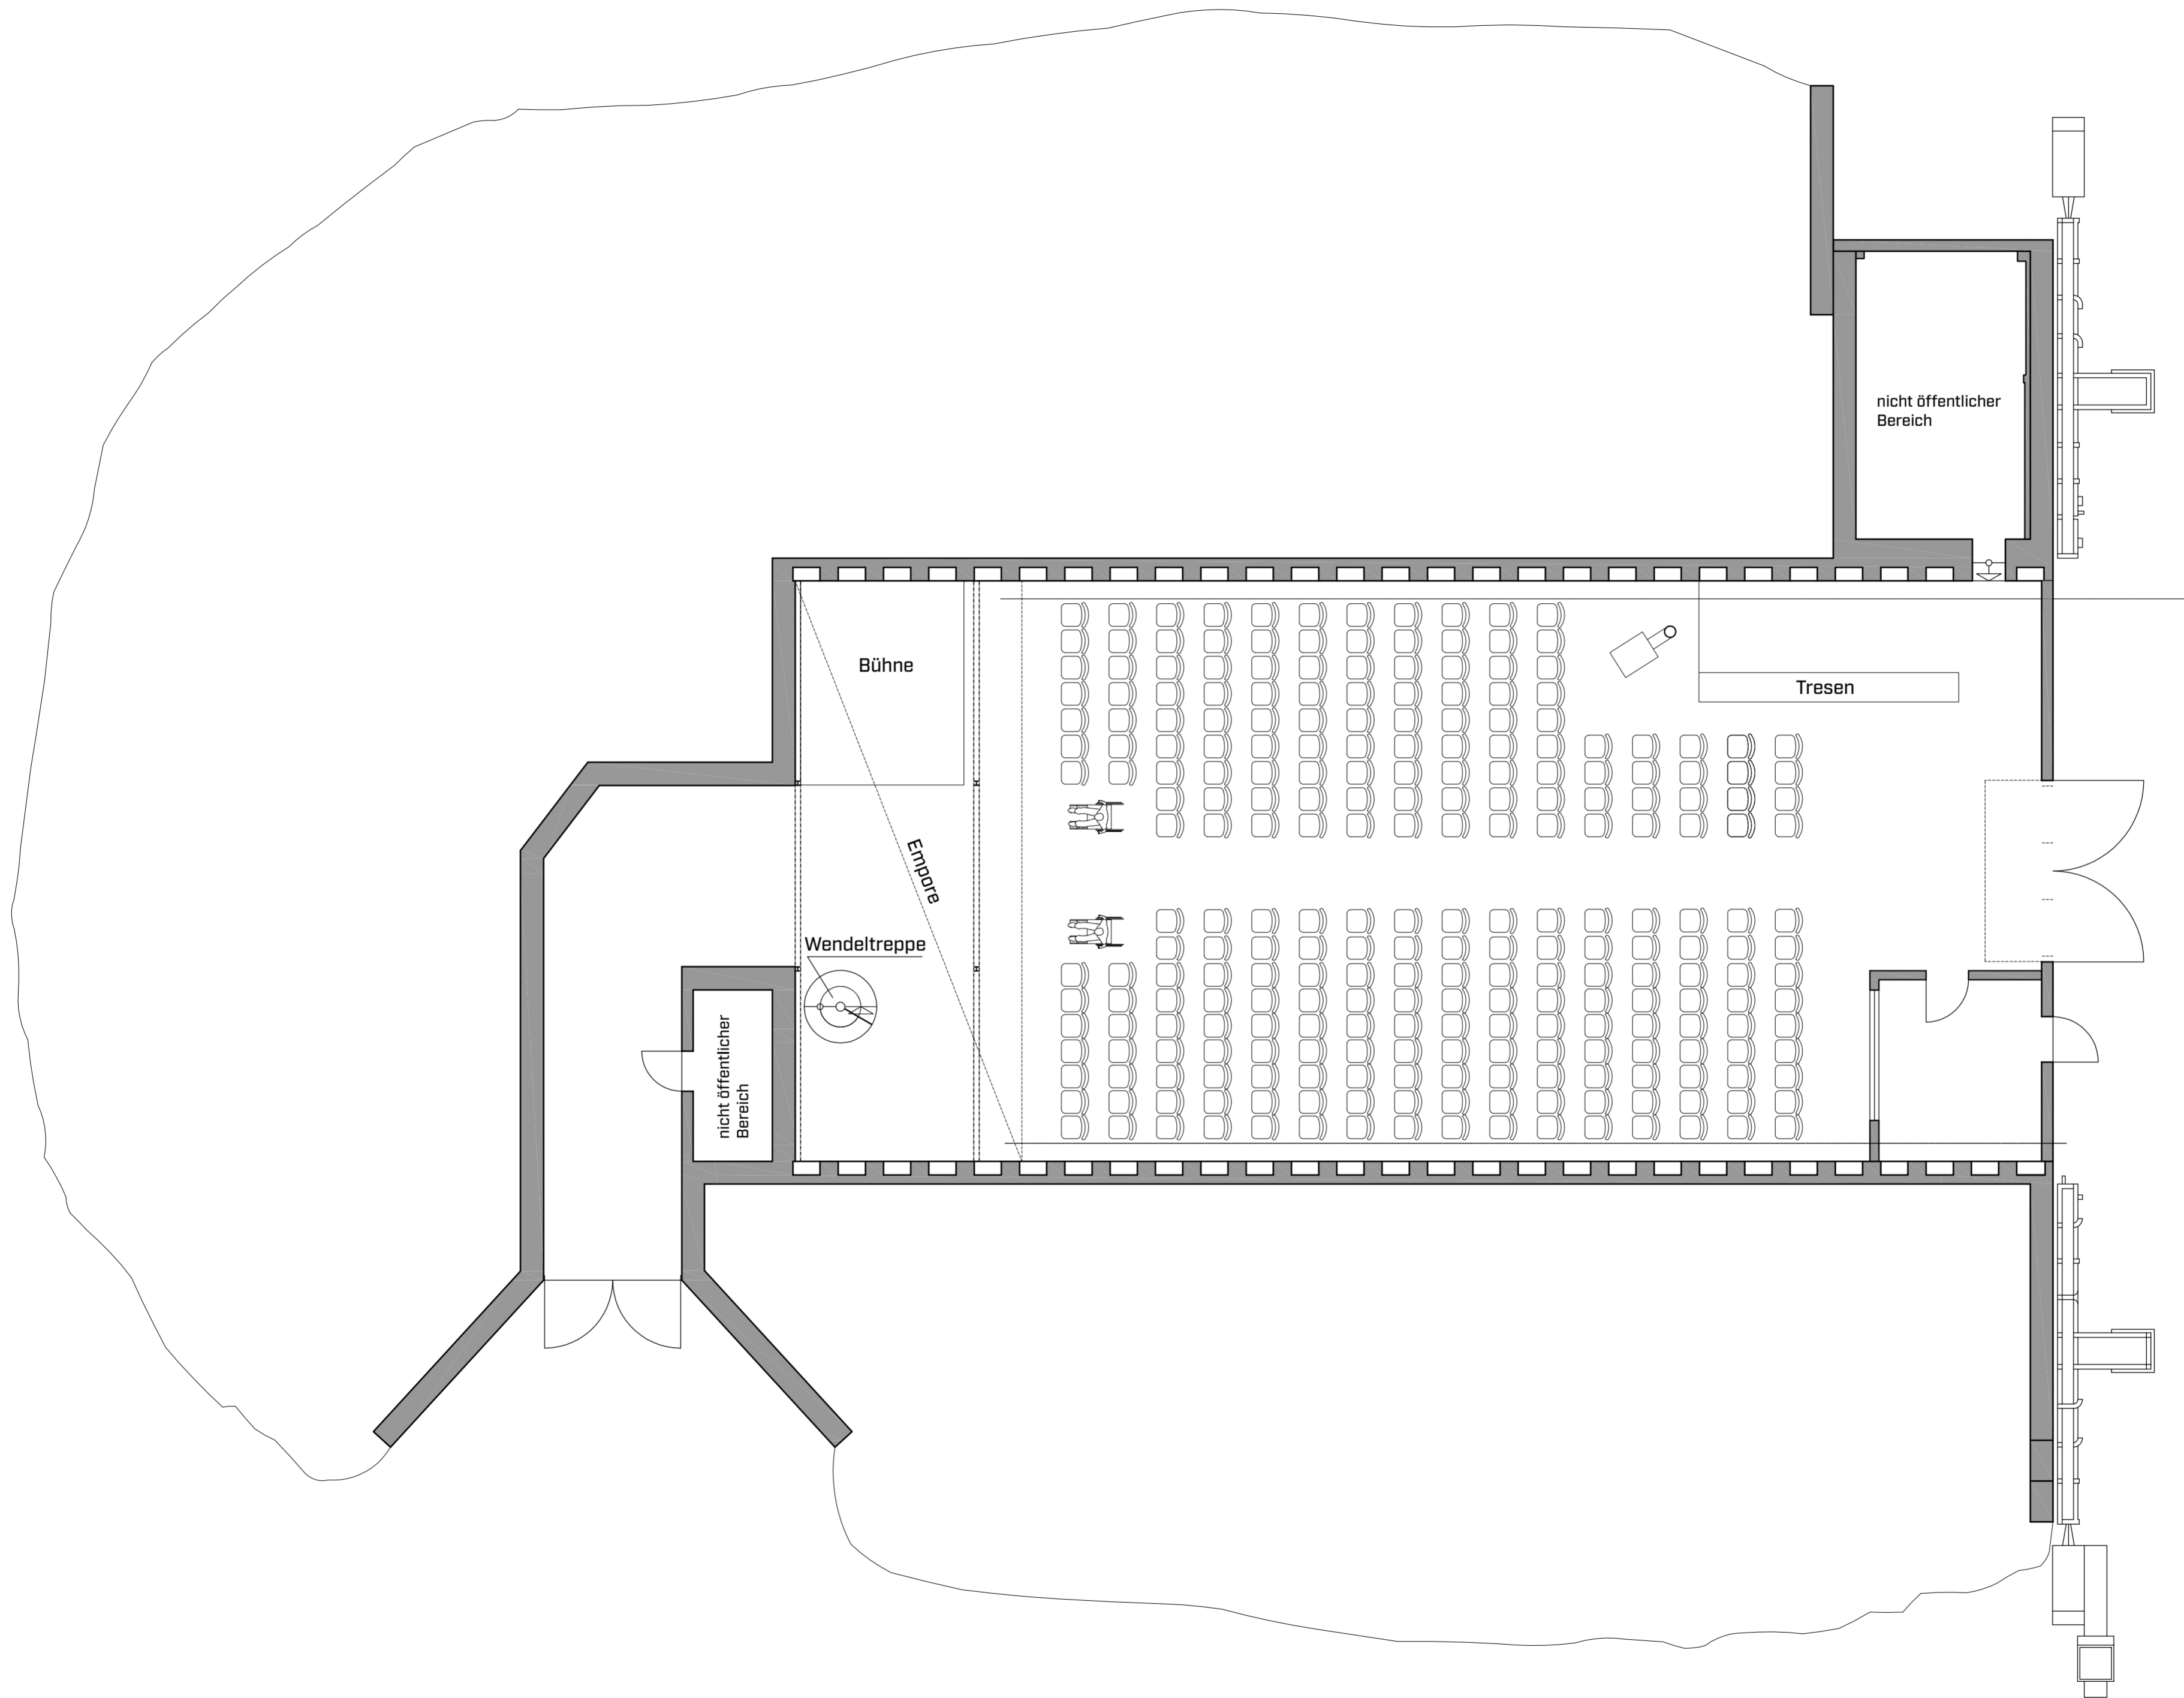 nicht öffentlicher
Bereich
Bühne
Tresen
Empore
Wendeltreppe
nicht öffentlicher
Bereich